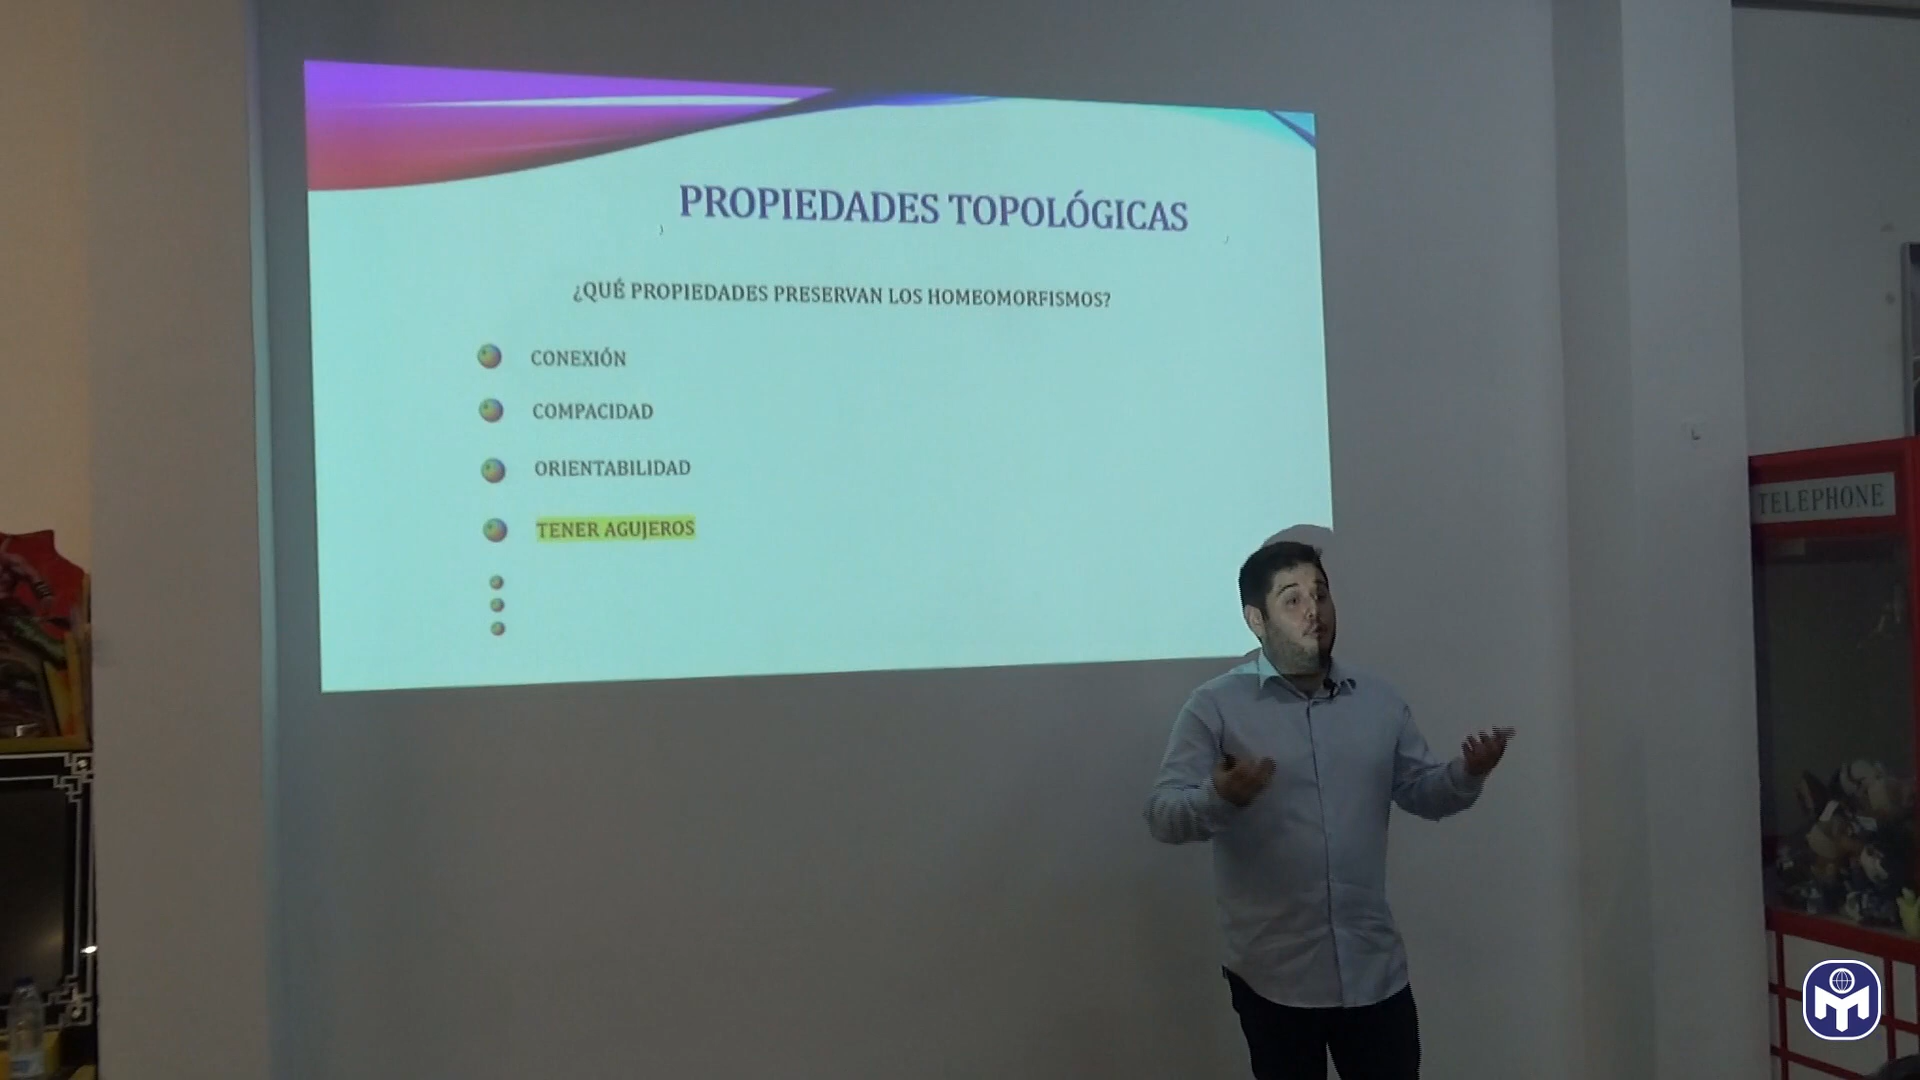 PROPIEDADES TOPOLÓGICAS
¿QUÉ PROPIEDADES PRESERVAN LOS HOMEOMORFISMOS?
CONEXIÓN
COMPACIDAD
ORIENTABILIDAD
TENER AGUJEROS
TELEPHONE